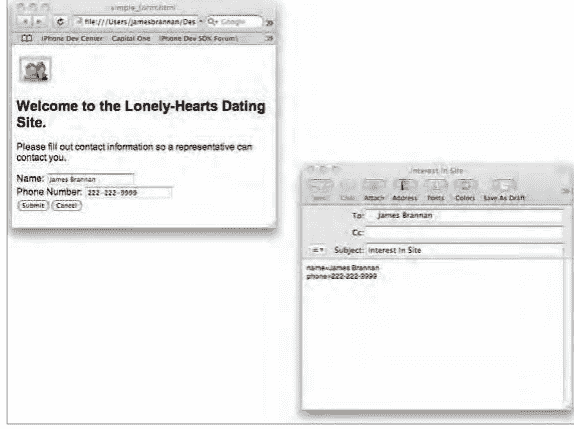 simple_form.html
file:///Users/jamesbrannan/Des
Google
iPhone Dev Center Capital One iPhone Dev SDK Forum
Welcome to the Lonely-Hearts Dating
Site.
Please fill out contact information so a representative can
contact you.
Name: James Brannan
Phone Number: 222-222-9999
Submit Cancel
Interest In Site
Send Chat Attach Address Fonts Colors Save As Draft
To: James Brannan
Cc:
Subject: Interest In Site
name=James Brannan
phone=222-222-9999